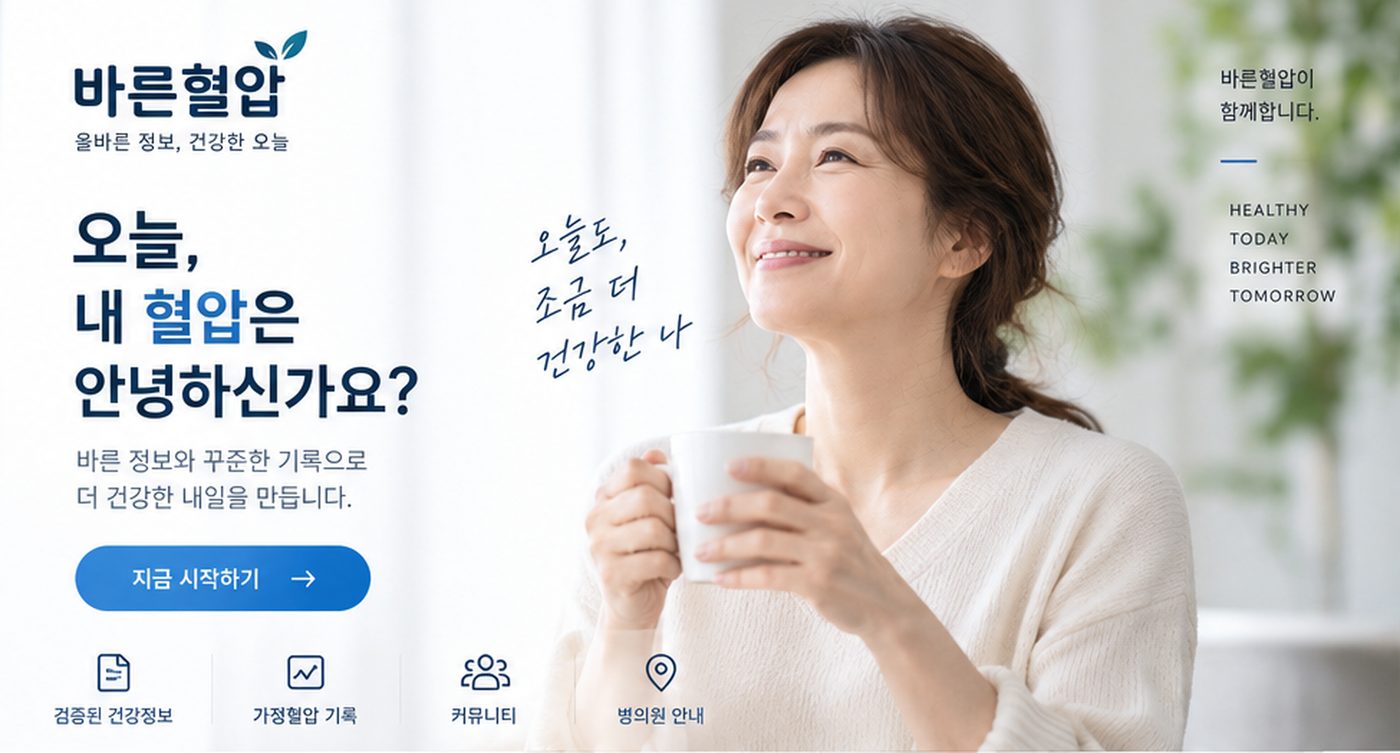 바른혈압
올바른 정보, 건강한 오늘
오늘,
내 혈압은
안녕하신가요?
바른 정보와 꾸준한 기록으로
더 건강한 내일을 만듭니다.
지금 시작하기 →
검증된 건강정보
가정혈압 기록
커뮤니티
병의원 안내
오늘도,
조금 더
건강한 나
바른혈압이
함께합니다.
HEALTHY
TODAY
BRIGHTER
TOMORROW